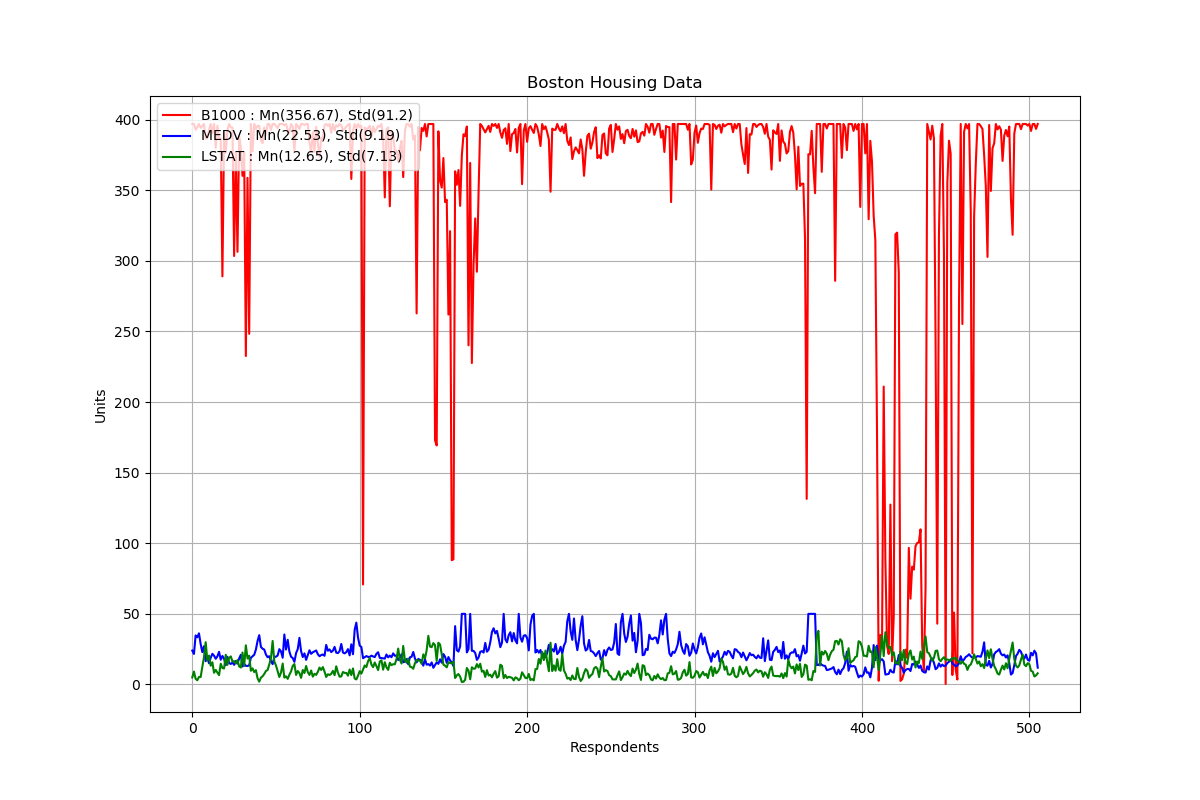 Boston Housing Data
B1000 : Mn(356.67), Std(91.2)
MEDV : Mn(22.53), Std(9.19)
LSTAT : Mn(12.65), Std(7.13)
400
350
300
250
200
150
100
50
0
Units
0 100 200 300 400 500
Respondents